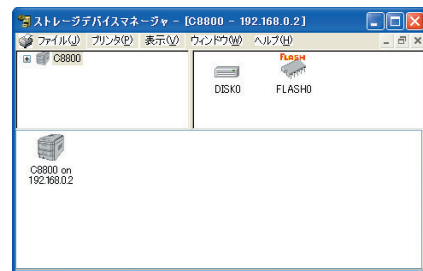 ストレージデバイスマネージャ - [C8800 - 192.168.0.2]
ファイル(J) プリンタ(P) 表示(V) ウィンドウ(W) ヘルプ(H)
C8800
FLASH
DISK0 FLASH0
C8800 on
192.168.0.2